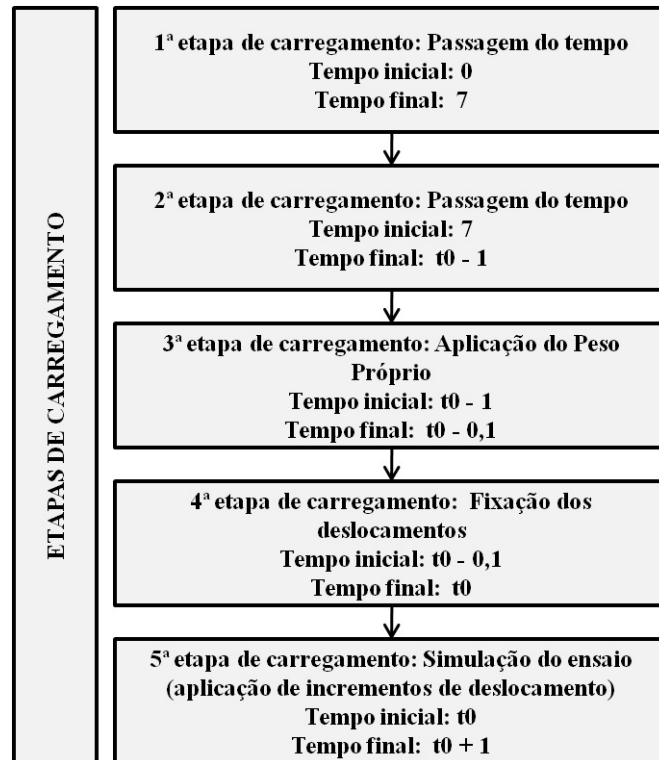 ETAPAS DE CARREGAMENTO
1ª etapa de carregamento: Passagem do tempo
Tempo inicial: 0
Tempo final: 7
2ª etapa de carregamento: Passagem do tempo
Tempo inicial: 7
Tempo final: t0 - 1
3ª etapa de carregamento: Aplicação do Peso
Próprio
Tempo inicial: t0 - 1
Tempo final: t0 - 0,1
4ª etapa de carregamento: Fixação dos
deslocamentos
Tempo inicial: t0 - 0,1
Tempo final: t0
5ª etapa de carregamento: Simulação do ensaio
(aplicação de incrementos de deslocamento)
Tempo inicial: t0
Tempo final: t0 + 1